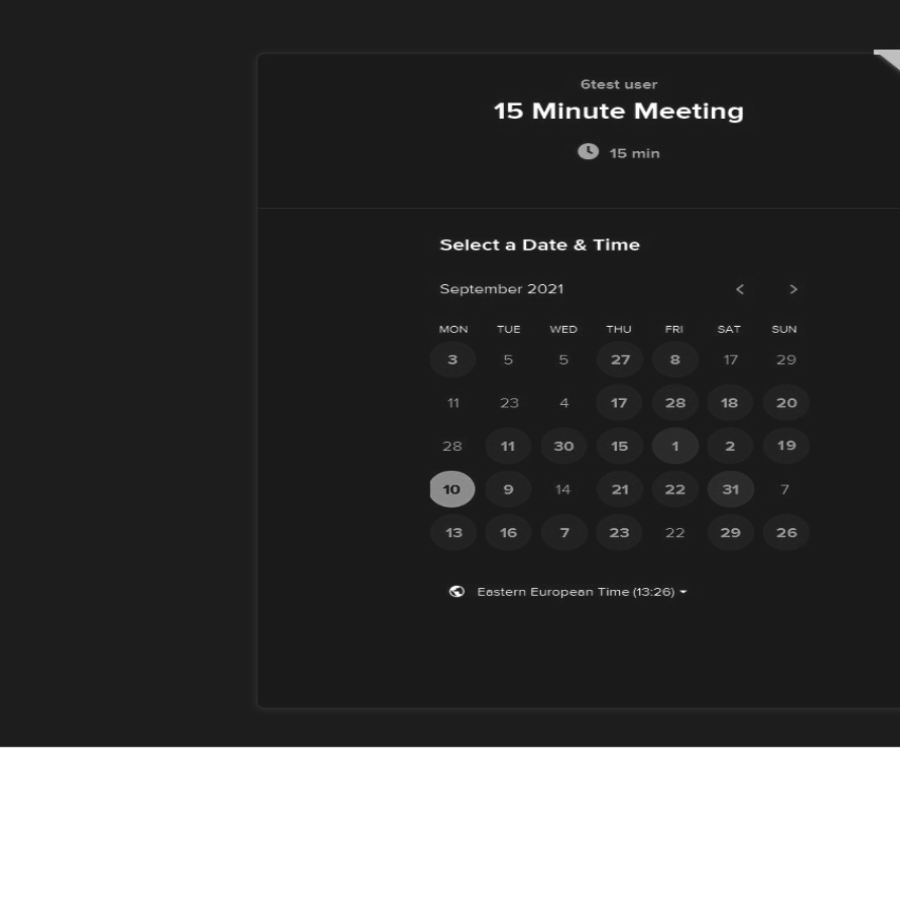 6test user
15 Minute Meeting
15 min
Select a Date & Time
September 2021
MON TUE WED THU FRI SAT SUN
3 5 5 27 8 17 29
11 23 4 17 28 18 20
28 11 30 15 1 2 19
10 9 14 21 22 31 7
13 16 7 23 22 29 26
Eastern European Time (13:26)